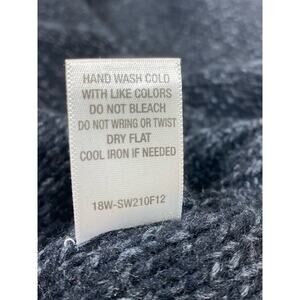 HAND WASH COLD
WITH LIKE COLORS
DO NOT BLEACH
DO NOT WRING OR TWIST
DRY FLAT
COOL IRON IF NEEDED
18W-SW210F12